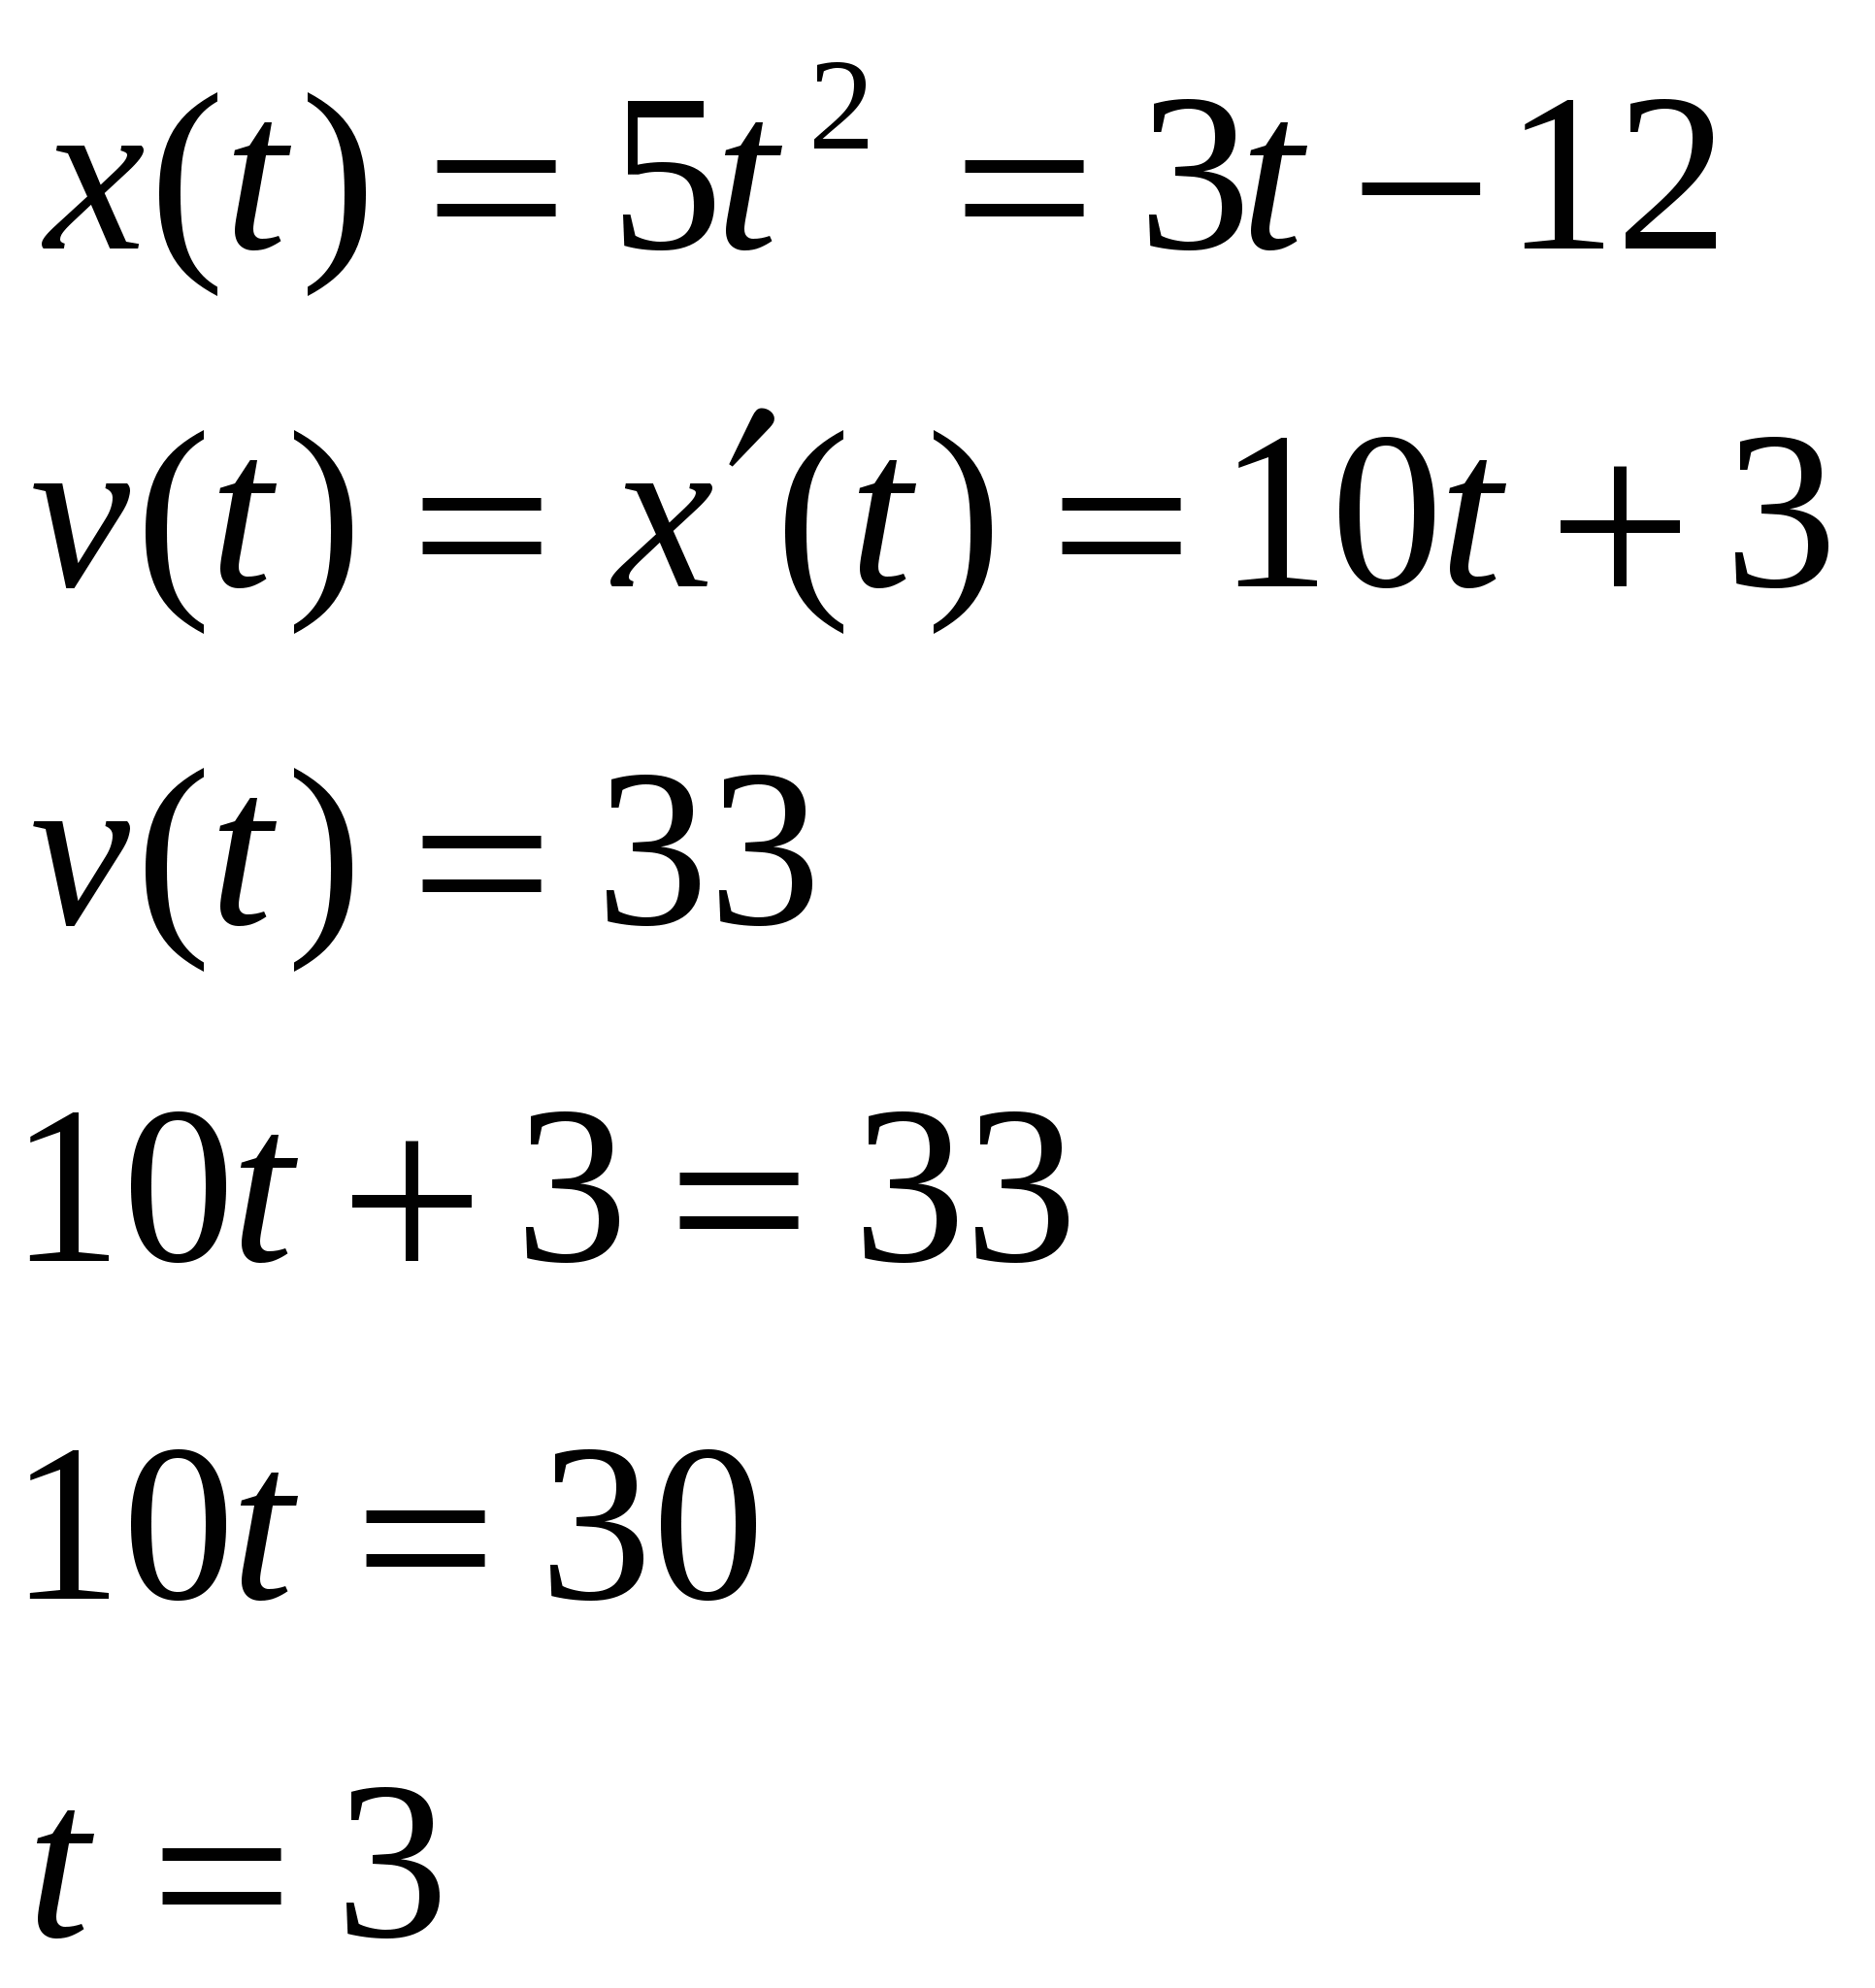 x(t) = 5t² = 3t − 12
v(t) = x′(t) = 10t + 3
v(t) = 33
10t + 3 = 33
10t = 30
t = 3